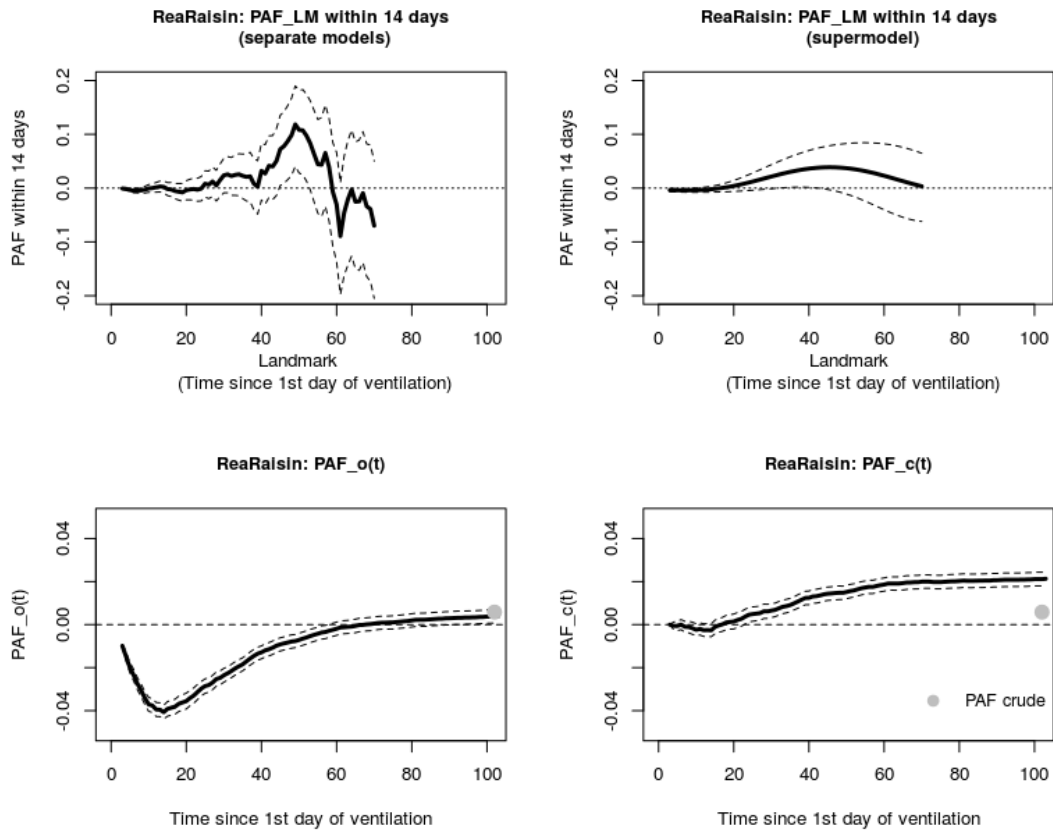 ReaRaisin: PAF_LM within 14 days
(separate models)
PAF within 14 days
0.2
0.1
0.0
-0.1
-0.2
0 20 40 60 80 100
Landmark
(Time since 1st day of ventilation)
ReaRaisin: PAF_LM within 14 days
(supermodel)
PAF within 14 days
0.2
0.1
0.0
-0.1
-0.2
0 20 40 60 80 100
Landmark
(Time since 1st day of ventilation)
ReaRaisin: PAF_o(t)
PAF_o(t)
0.04
0.00
-0.04
0 20 40 60 80 100
Time since 1st day of ventilation
ReaRaisin: PAF_c(t)
PAF_c(t)
0.04
0.00
-0.04
PAF crude
0 20 40 60 80 100
Time since 1st day of ventilation